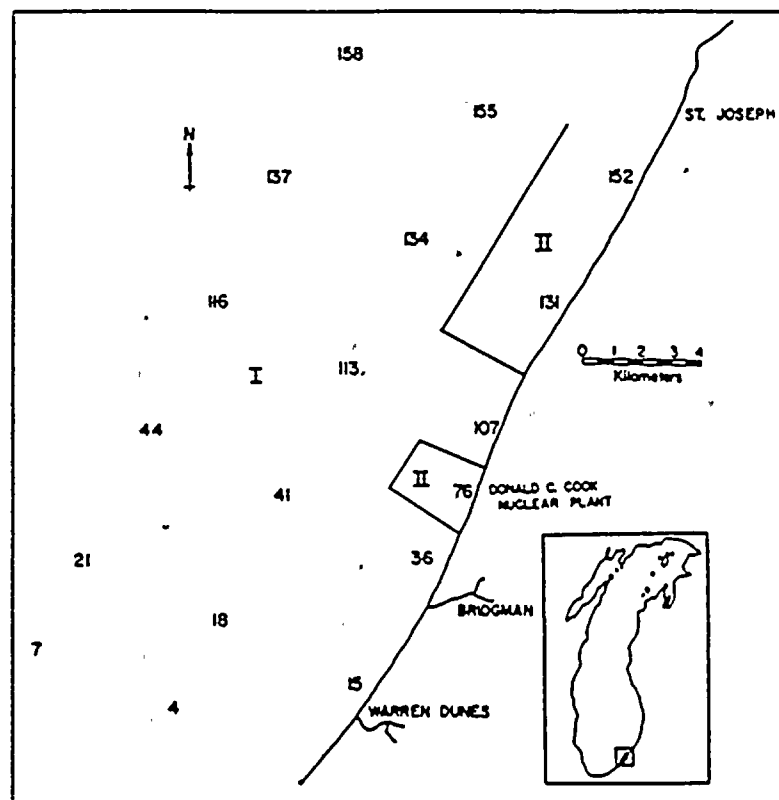 158
155
ST. JOSEPH
N
137
152
134
II
116
131
I
113
0 1 2 3 4
Kilometers
44
107
41
II
76
DONALD C. COOK
NUCLEAR PLANT
21
36
18
BRIDGMAN
7
15
4
WARREN DUNES